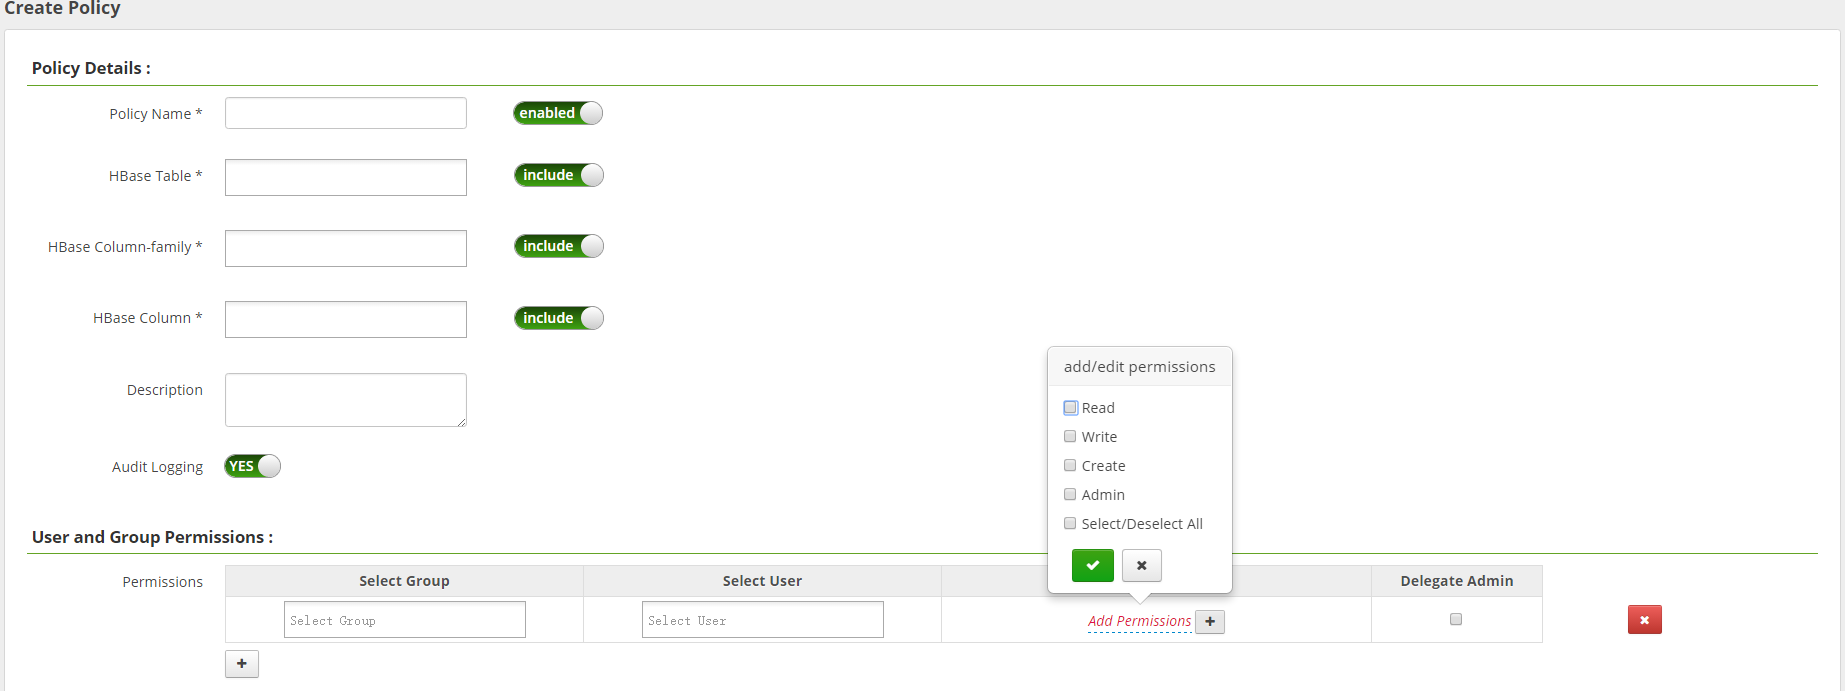 Create Policy
Policy Details :
Policy Name *
enabled
HBase Table *
include
HBase Column-family *
include
HBase Column *
include
Description
Audit Logging
YES
add/edit permissions
Read
Write
Create
Admin
Select/Deselect All
User and Group Permissions :
Permissions
Select Group
Select User
Delegate Admin
Select Group
Select User
Add Permissions